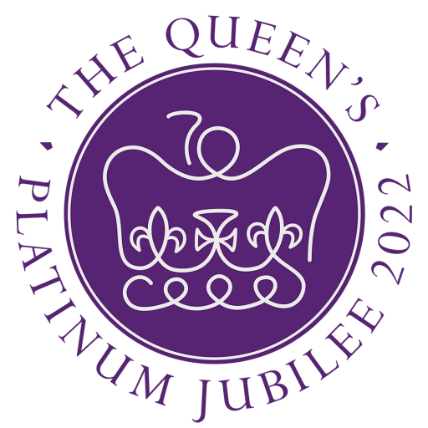 THE QUEEN'S
PLATINUM JUBILEE 2022
70